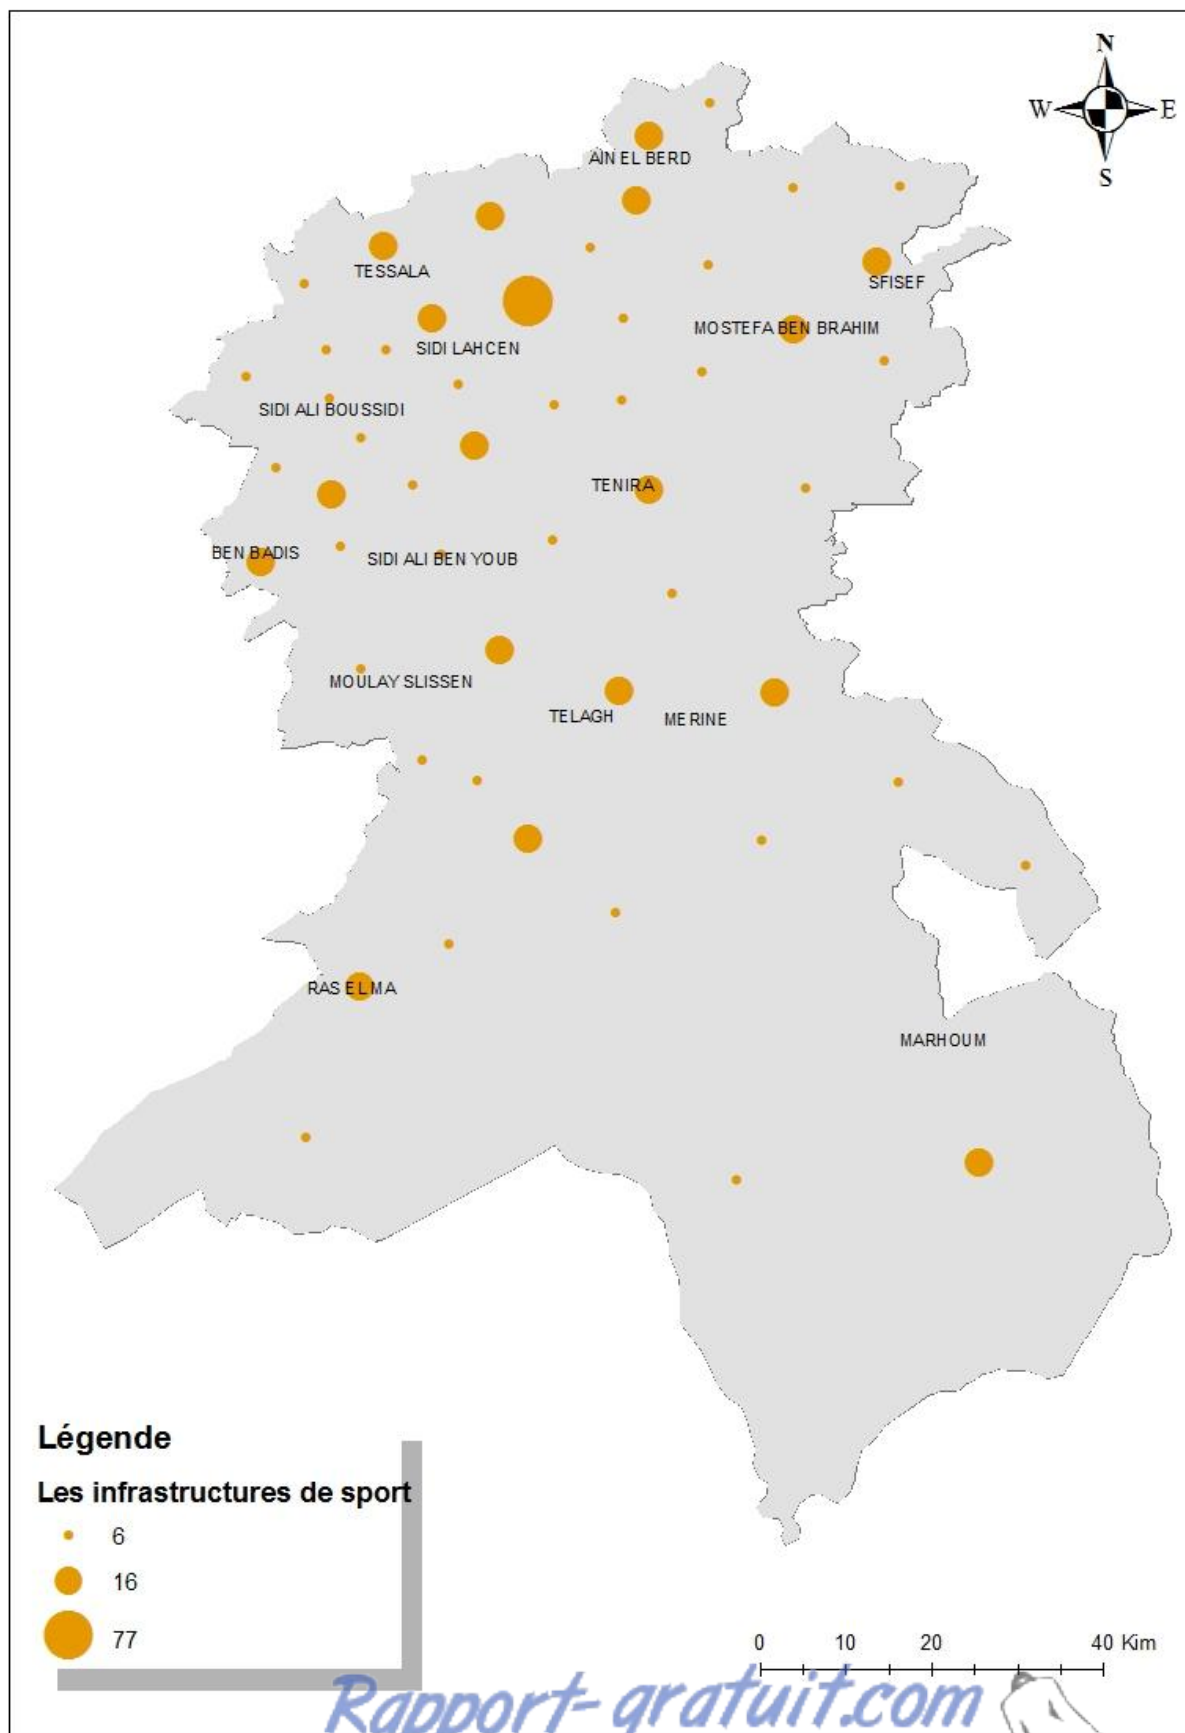 N
W E
S
AIN EL BERD
TESSALA
SFISEF
MOSTEFA BEN BRAHIM
SIDI LAHCEN
SIDI ALI BOUSSIDI
TENIRA
BEN BADIS
SIDI ALI BEN YOUB
MOULAY SLISSEN
TELAGH
MERINE
RAS ELMA
MARHOUM
Légende
Les infrastructures de sport
6
16
77
0 10 20 40 Kim
Rapport-gratuit.com